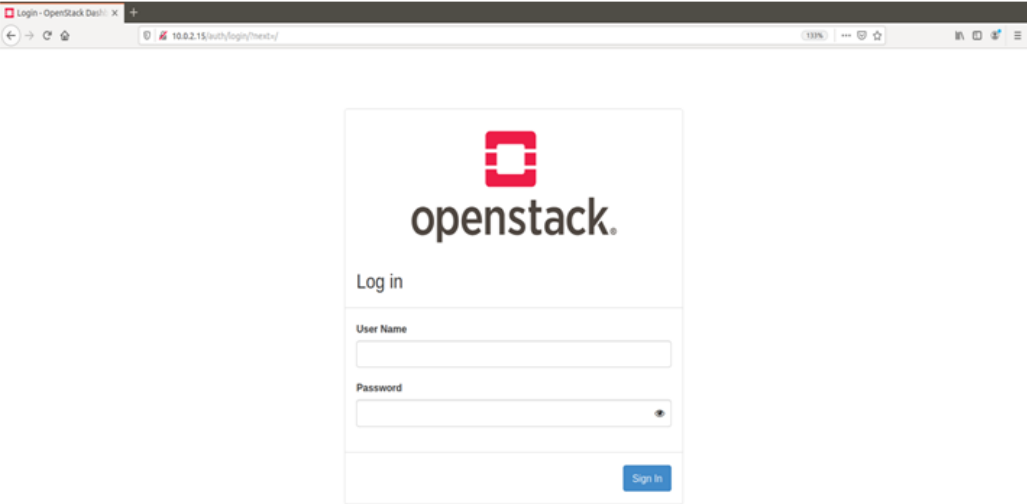 Login - OpenStack Dash
10.0.2.15/auth/login/?next=/
133%
openstack.®
Log in
User Name
Password
Sign In